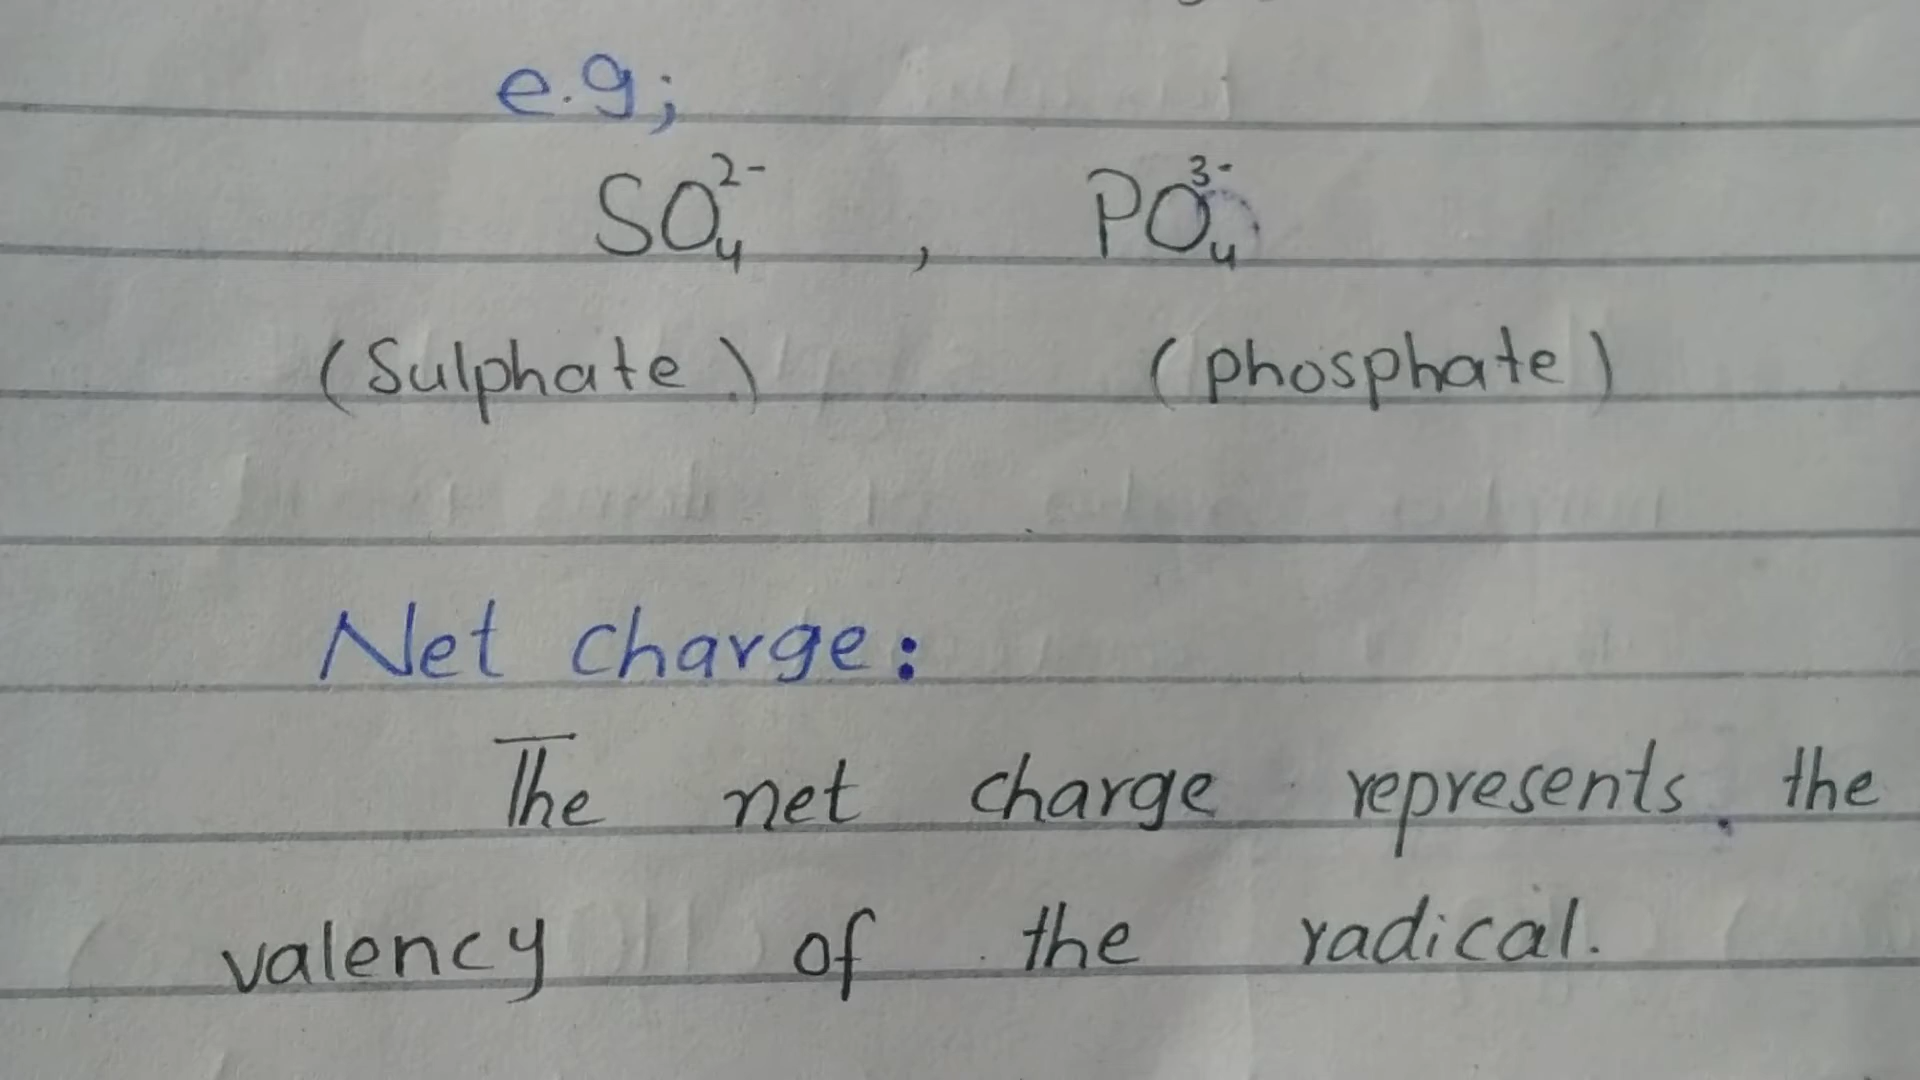 e.g;
SO₄²⁻ , PO₄³⁻
(Sulphate) (phosphate)
Net charge:
The net charge represents the
valency of the radical.